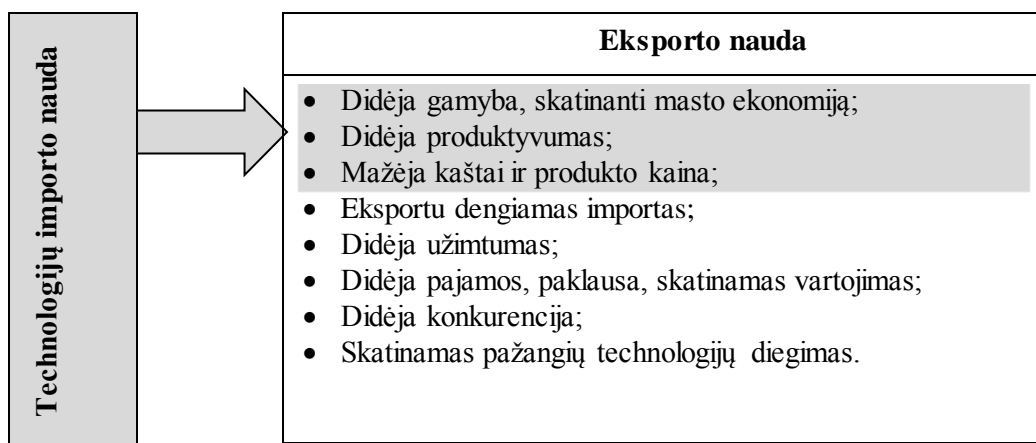 Technologijų importo nauda
Eksporto nauda
• Didėja gamyba, skatinanti masto ekonomiją;
• Didėja produktyvumas;
• Mažėja kaštai ir produkto kaina;
• Eksportu dengiamas importas;
• Didėja užimtumas;
• Didėja pajamos, paklausa, skatinamas vartojimas;
• Didėja konkurencija;
• Skatinamas pažangių technologijų diegimas.